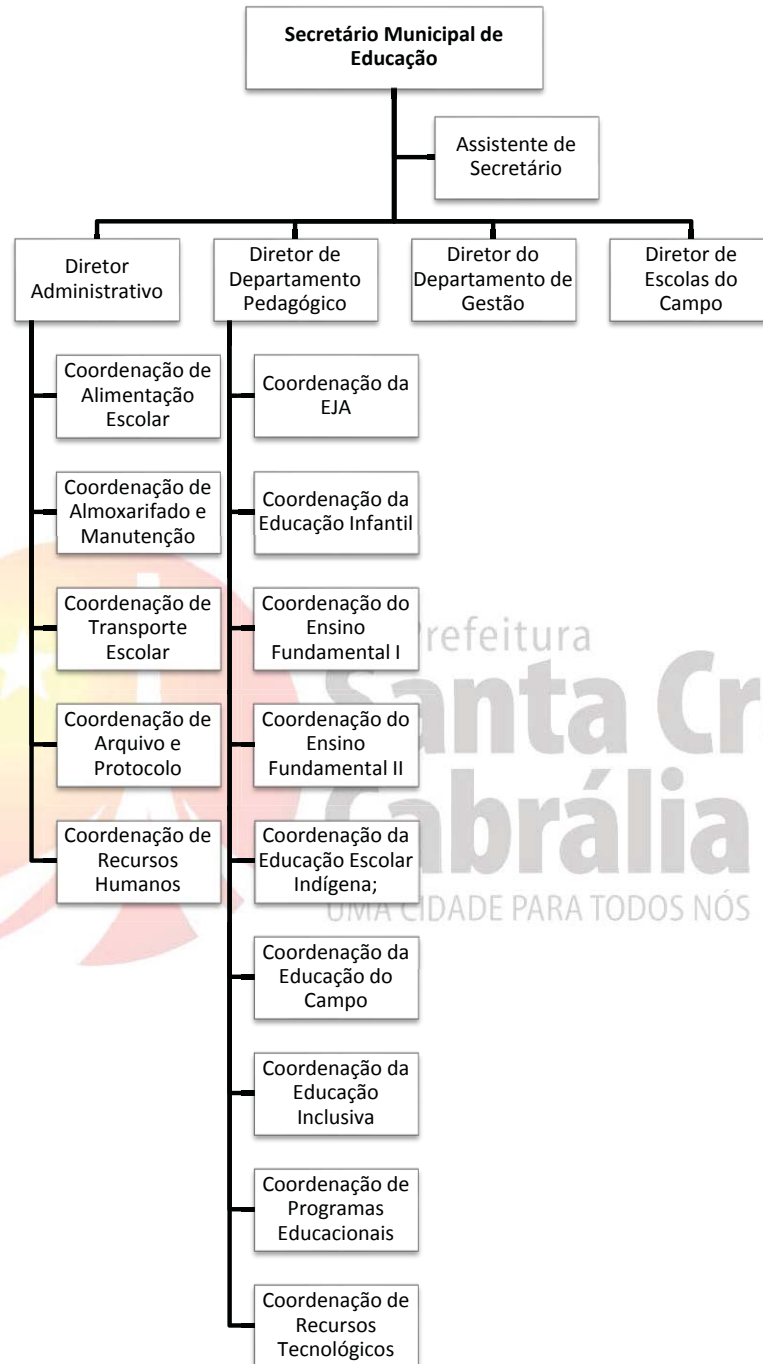 Secretário Municipal de
Educação
Assistente de
Secretário
Diretor
Administrativo
Diretor de
Departamento
Pedagógico
Diretor do
Departamento de
Gestão
Diretor de
Escolas do
Campo
Coordenação de
Alimentação
Escolar
Coordenação de
Almoxarifado e
Manutenção
Coordenação de
Transporte
Escolar
Coordenação de
Arquivo e
Protocolo
Coordenação de
Recursos
Humanos
Coordenação da
EJA
Coordenação da
Educação Infantil
Coordenação do
Ensino
Fundamental I
Coordenação do
Ensino
Fundamental II
Coordenação da
Educação Escolar
Indígena;
Coordenação da
Educação do
Campo
Coordenação da
Educação
Inclusiva
Coordenação de
Programas
Educacionais
Coordenação de
Recursos
Tecnológicos
Prefeitura
Santa Cr
Cabrália
UMA CIDADE PARA TODOS NÓS